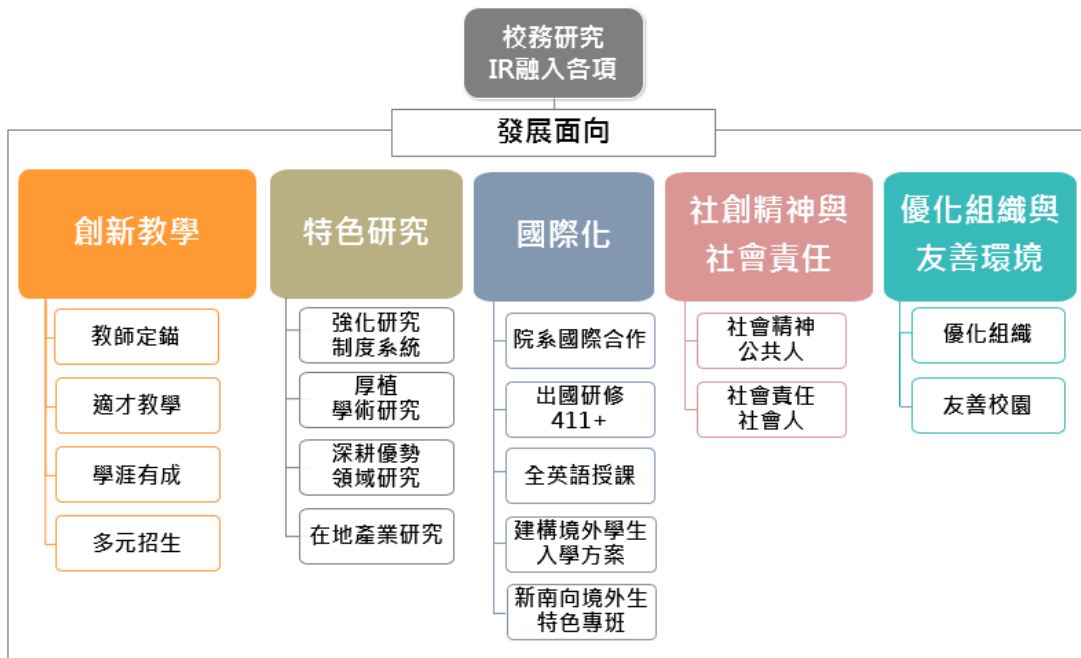 校務研究
IR融入各項
發展面向
創新教學
教師定錨
適才教學
學涯有成
多元招生
特色研究
強化研究
制度系統
厚植
學術研究
深耕優勢
領域研究
在地產業研究
國際化
院系國際合作
出國研修
411+
全英語授課
建構境外學生
入學方案
新南向境外生
特色專班
社創精神與
社會責任
社會精神
公共人
社會責任
社會人
優化組織與
友善環境
優化組織
友善校園